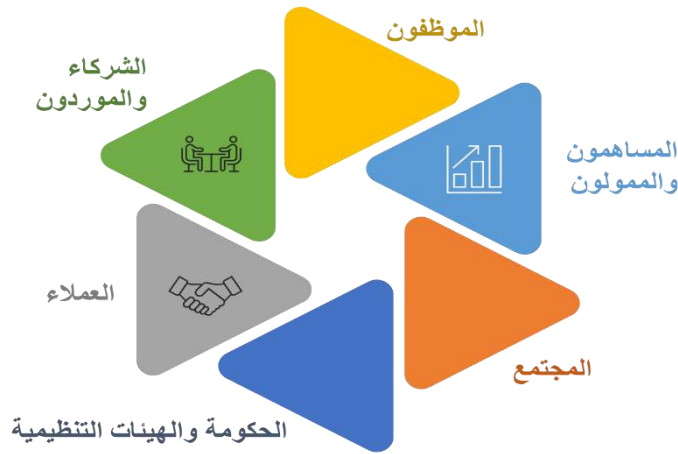 الموظفون
الشركاء
والموردون
المساهمون
والممولون
العملاء
المجتمع
الحكومة والهيئات التنظيمية